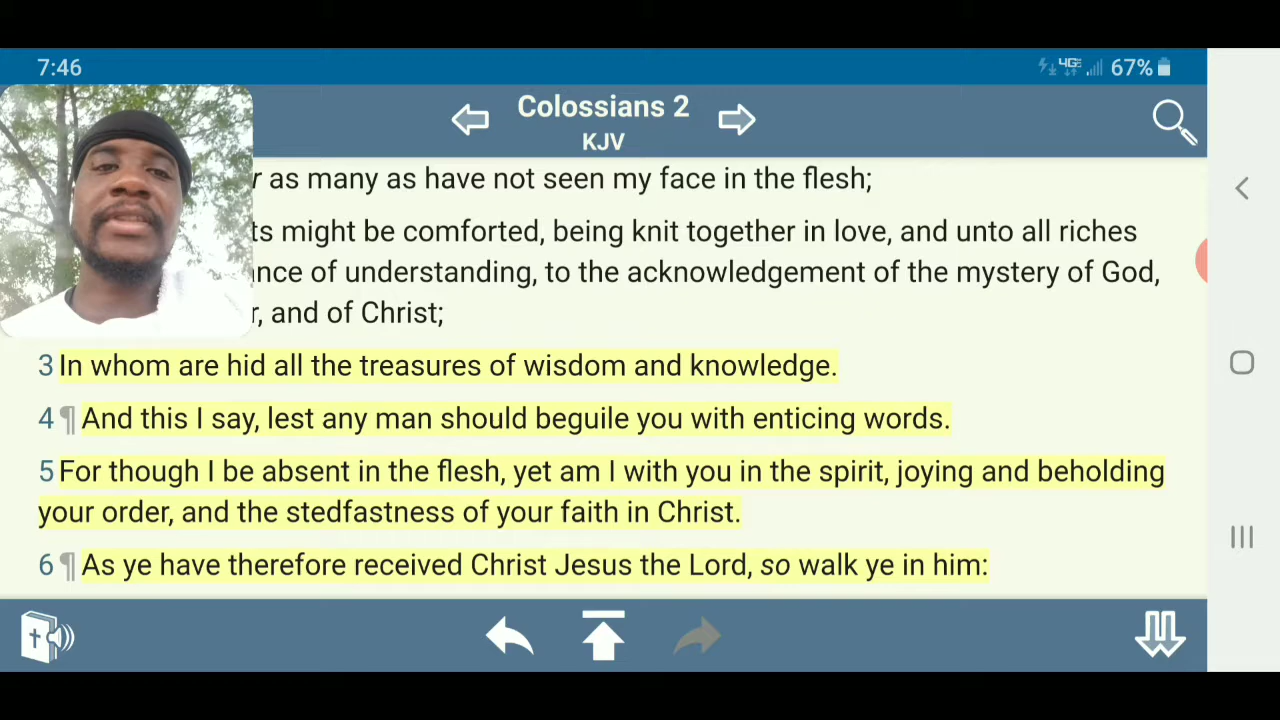 7:46
4G
67%
Colossians 2
KJV
as many as have not seen my face in the flesh;
might be comforted, being knit together in love, and unto all riches
of understanding, to the acknowledgement of the mystery of God,
and of Christ;
3 In whom are hid all the treasures of wisdom and knowledge.
4 ¶ And this I say, lest any man should beguile you with enticing words.
5 For though I be absent in the flesh, yet am I with you in the spirit, joying and beholding
your order, and the stedfastness of your faith in Christ.
6 ¶ As ye have therefore received Christ Jesus the Lord, so walk ye in him: